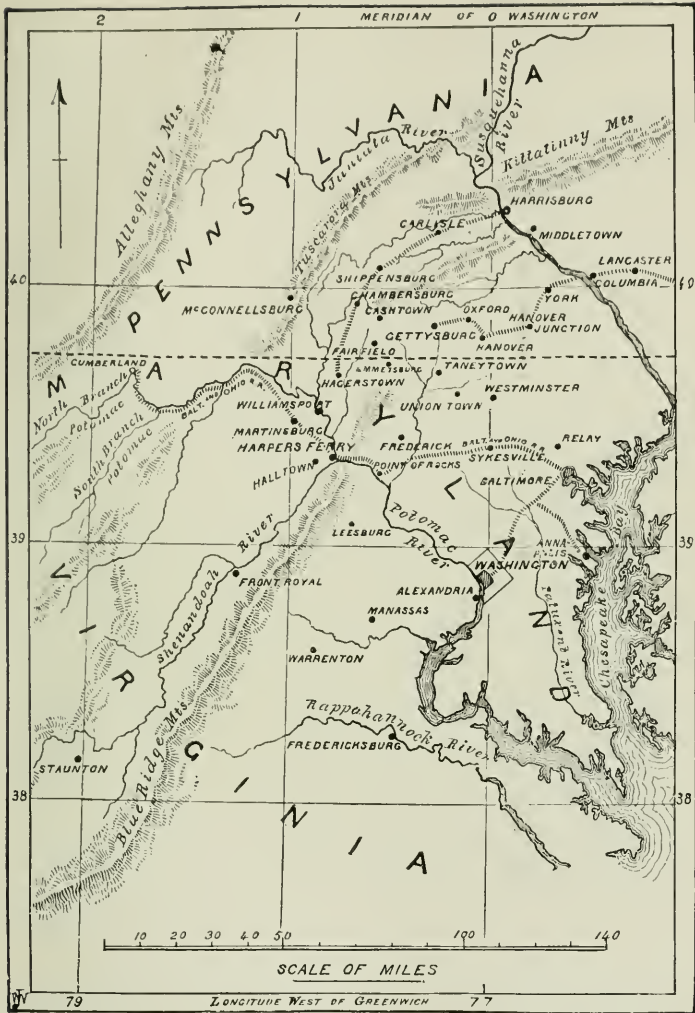 2 1 MERIDIAN OF 0 WASHINGTON
Susquehanna River
PENNSYLVANIA
Alleghany Mts
Juniata River
Kittatinny Mts
Tuscarora Mts
HARRISBURG
CARLISLE
MIDDLETOWN
LANCASTER
SHIPPENSBURG
40 40
COLUMBIA
CHAMBERSBURG
YORK
McCONNELLSBURG
CASHTOWN
OXFORD
HANOVER JUNCTION
GETTYSBURG
HANOVER
FAIRFIELD
CUMBERLAND
EMMETSBURG
TANEYTOWN
MARYLAND
HAGERSTOWN
North Branch Potomac
BALT. AND OHIO R.R.
WESTMINSTER
WILLIAMSPORT
UNION TOWN
South Branch Potomac
MARTINSBURG
FREDERICK
BALT. AND OHIO R.R.
RELAY
HARPERS FERRY
SYKESVILLE
HALLTOWN
POINT OF ROCKS
BALTIMORE
39 39
LEESBURG
Potomac River
ANNAPOLIS
WASHINGTON
Shenandoah River
FRONT ROYAL
ALEXANDRIA
Chesapeake Bay
MANASSAS
Patuxent River
WARRENTON
VIRGINIA
Rappahannock River
FREDERICKSBURG
STAUNTON
Blue Ridge Mts
38 38
10 20 30 40 50 100 140
SCALE OF MILES
79 LONGITUDE WEST OF GREENWICH 77